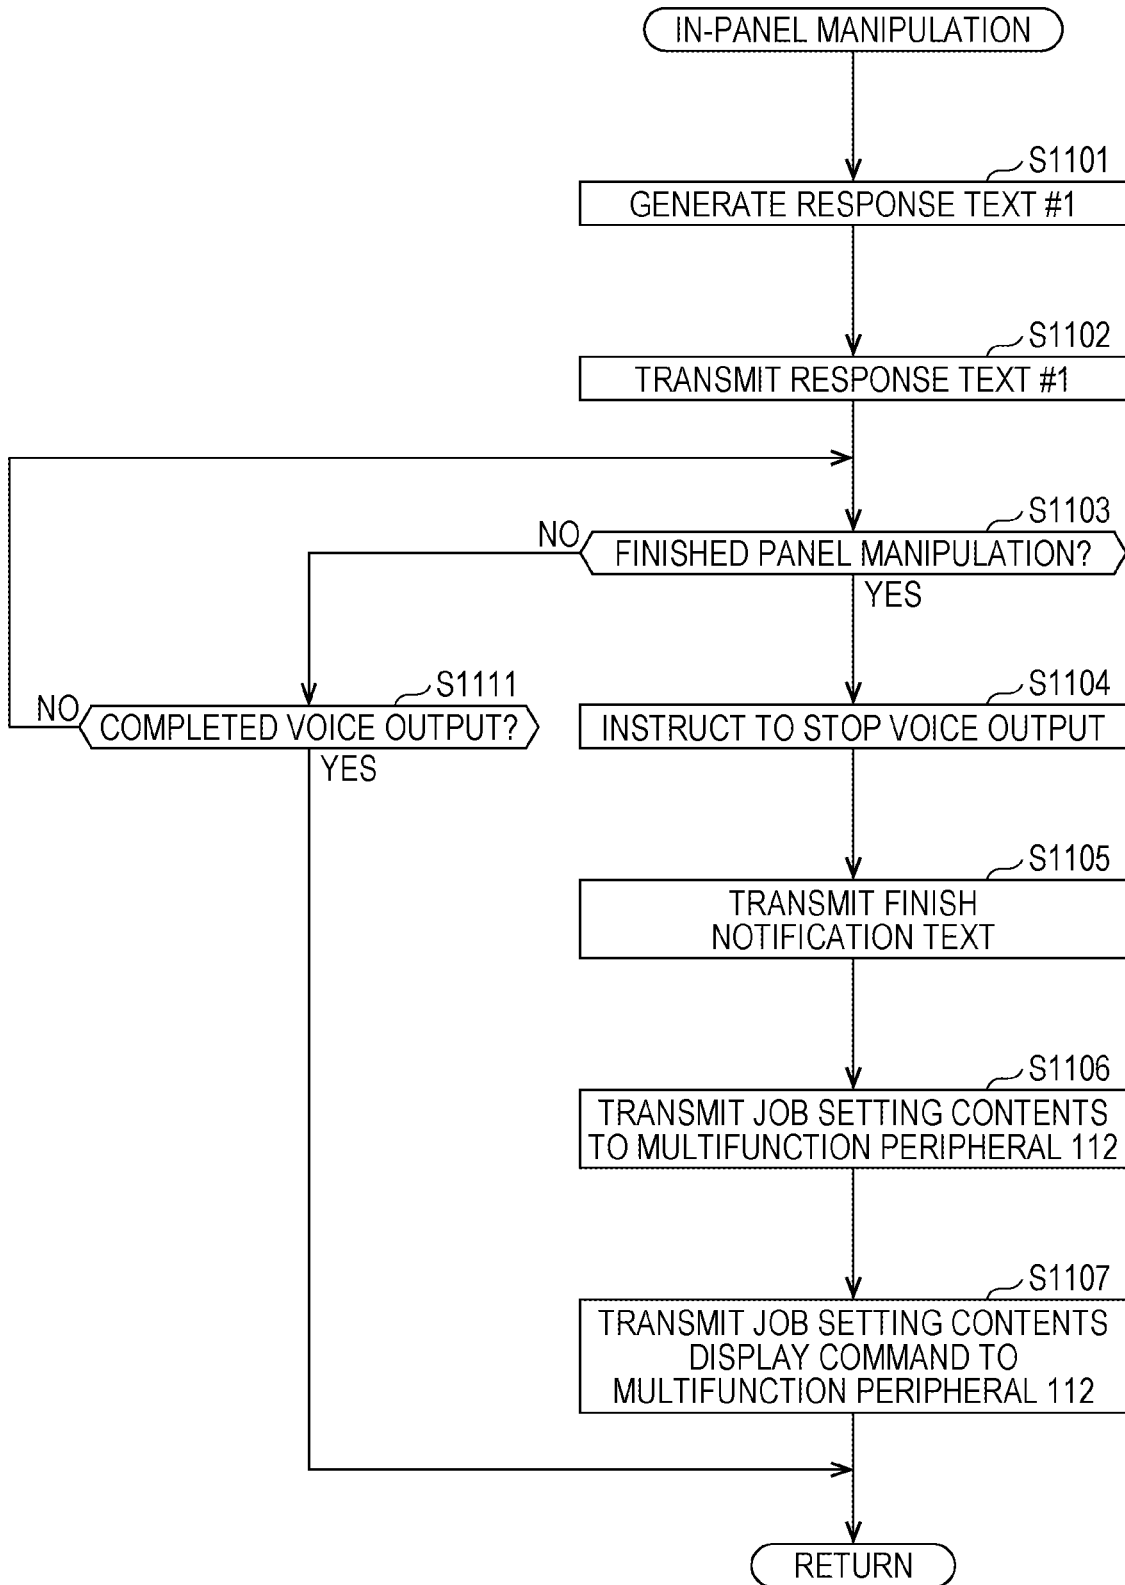 IN-PANEL MANIPULATION
S1101
GENERATE RESPONSE TEXT #1
S1102
TRANSMIT RESPONSE TEXT #1
S1103
NO
FINISHED PANEL MANIPULATION?
YES
S1111
S1104
NO
COMPLETED VOICE OUTPUT?
INSTRUCT TO STOP VOICE OUTPUT
YES
S1105
TRANSMIT FINISH
NOTIFICATION TEXT
S1106
TRANSMIT JOB SETTING CONTENTS
TO MULTIFUNCTION PERIPHERAL 112
S1107
TRANSMIT JOB SETTING CONTENTS
DISPLAY COMMAND TO
MULTIFUNCTION PERIPHERAL 112
RETURN